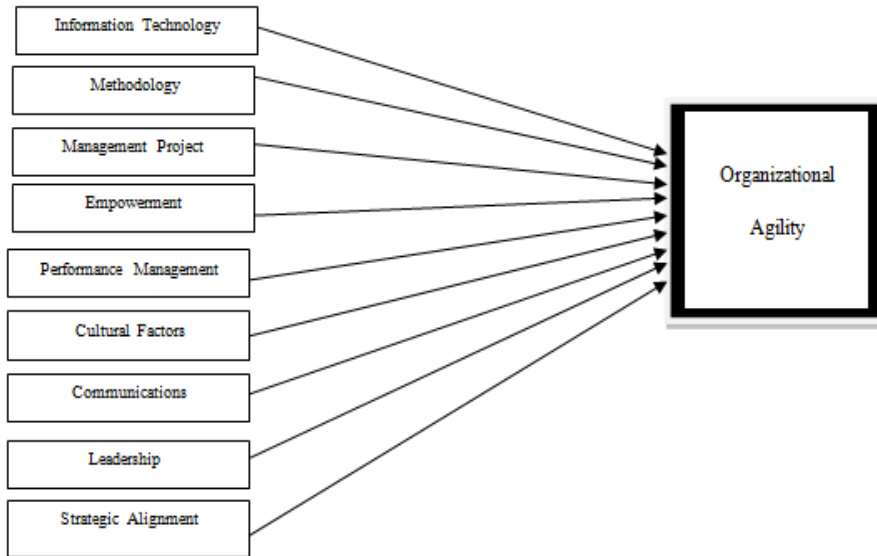 Information Technology
Methodology
Management Project
Empowerment
Performance Management
Cultural Factors
Communications
Leadership
Strategic Alignment
Organizational
Agility